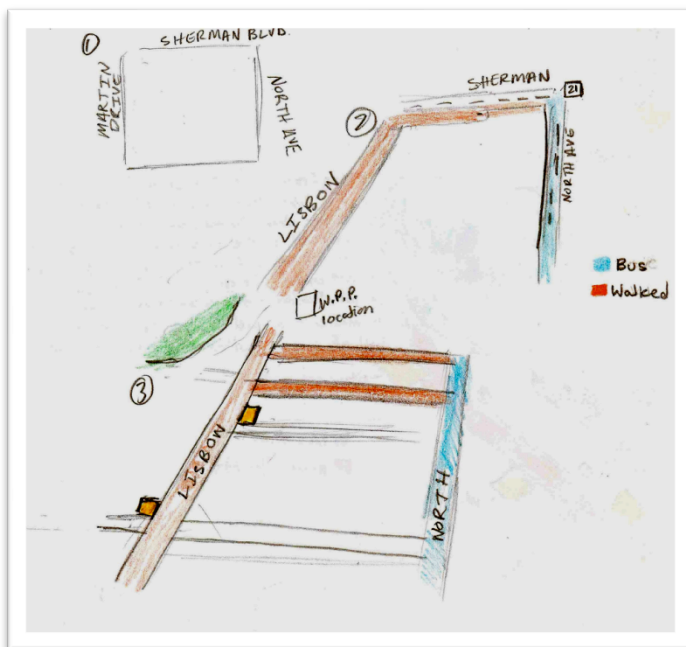 ①
SHERMAN BLVD.
MARTIN
DRIVE
NORTH AVE
②
SHERMAN
21
NORTH AVE
LISBON
Bus
Walked
W.P.P.
location
③
LISBON
NORTH